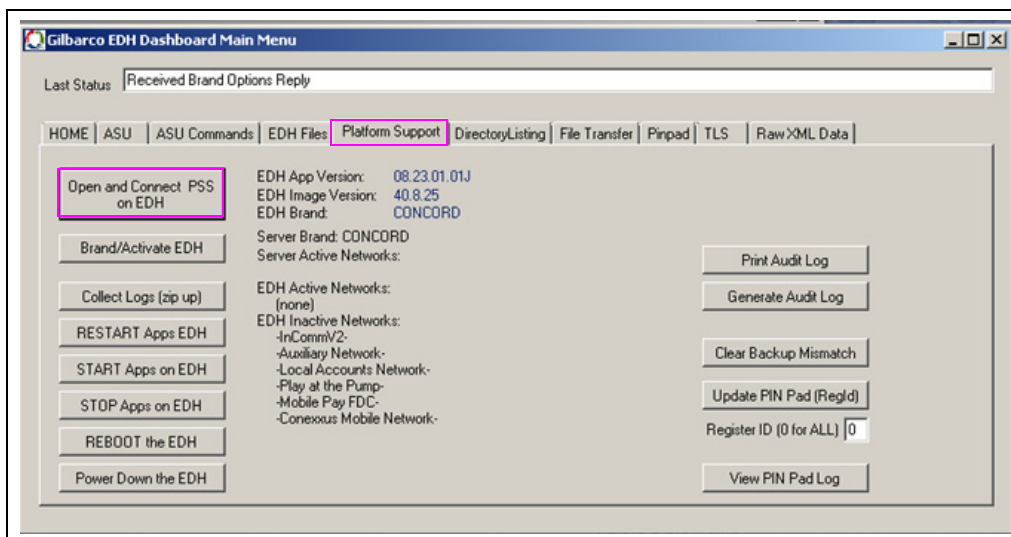 Gilbarco EDH Dashboard Main Menu
Last Status Received Brand Options Reply
HOME ASU ASU Commands EDH Files Platform Support DirectoryListing File Transfer Pinpad TLS Raw XML Data
Open and Connect PSS
on EDH
Brand/Activate EDH
Collect Logs (zip up)
RESTART Apps EDH
START Apps on EDH
STOP Apps on EDH
REBOOT the EDH
Power Down the EDH
EDH App Version: 08.23.01.01J
EDH Image Version: 40.8.25
EDH Brand: CONCORD
Server Brand: CONCORD
Server Active Networks:
EDH Active Networks:
(none)
EDH Inactive Networks:
-InCommV2-
-Auxiliary Network-
-Local Accounts Network-
-Play at the Pump-
-Mobile Pay FDC-
-Conexxus Mobile Network-
Print Audit Log
Generate Audit Log
Clear Backup Mismatch
Update PIN Pad (RegId)
Register ID (0 for ALL) 0
View PIN Pad Log